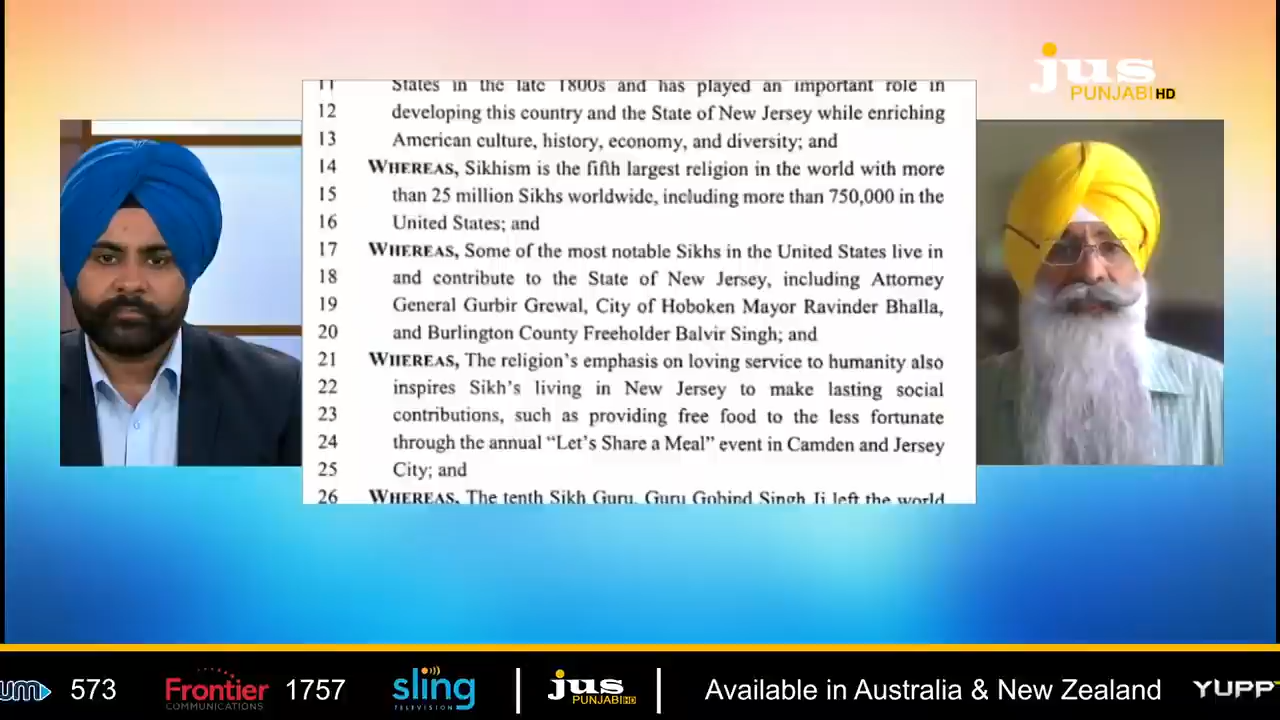 jus
PUNJABI HD
11 States in the late 1800s and has played an important role in
12 developing this country and the State of New Jersey while enriching
13 American culture, history, economy, and diversity; and
14 WHEREAS, Sikhism is the fifth largest religion in the world with more
15 than 25 million Sikhs worldwide, including more than 750,000 in the
16 United States; and
17 WHEREAS, Some of the most notable Sikhs in the United States live in
18 and contribute to the State of New Jersey, including Attorney
19 General Gurbir Grewal, City of Hoboken Mayor Ravinder Bhalla,
20 and Burlington County Freeholder Balvir Singh; and
21 WHEREAS, The religion's emphasis on loving service to humanity also
22 inspires Sikh's living in New Jersey to make lasting social
23 contributions, such as providing free food to the less fortunate
24 through the annual “Let's Share a Meal” event in Camden and Jersey
25 City; and
26 WHEREAS, The tenth Sikh Guru, Guru Gobind Singh Ji left the world
um 573 Frontier COMMUNICATIONS 1757 sling TELEVISION | jus PUNJABI HD | Available in Australia & New Zealand YUPP